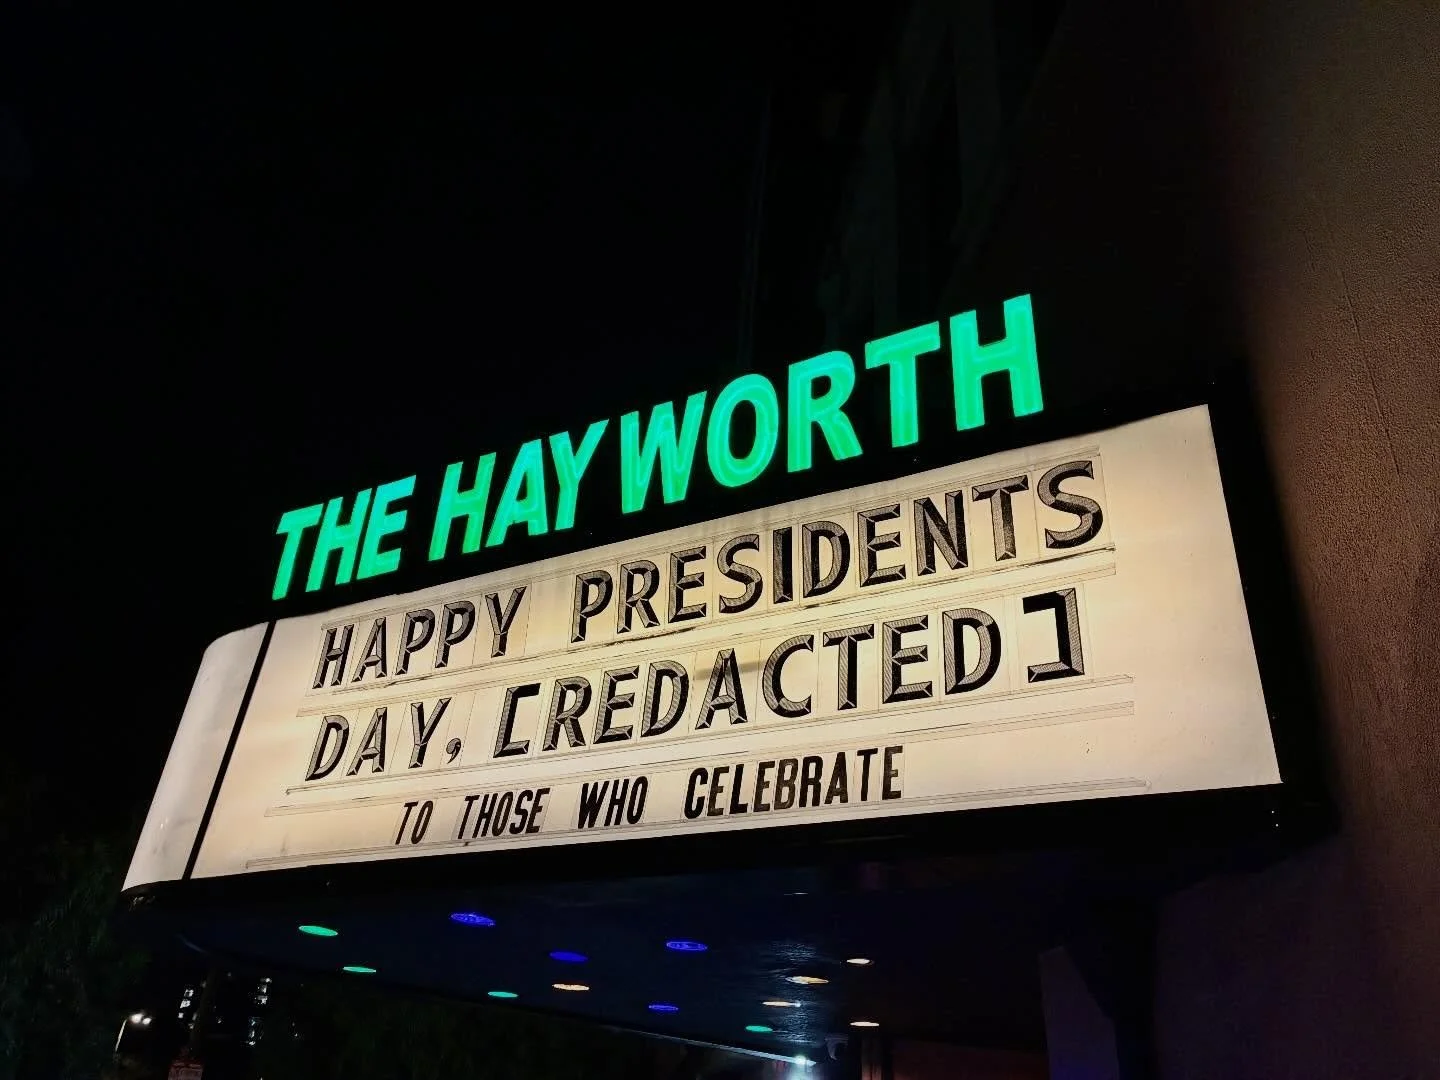 THE HAYWORTH
HAPPY PRESIDENTS
DAY, [REDACTED]
TO THOSE WHO CELEBRATE